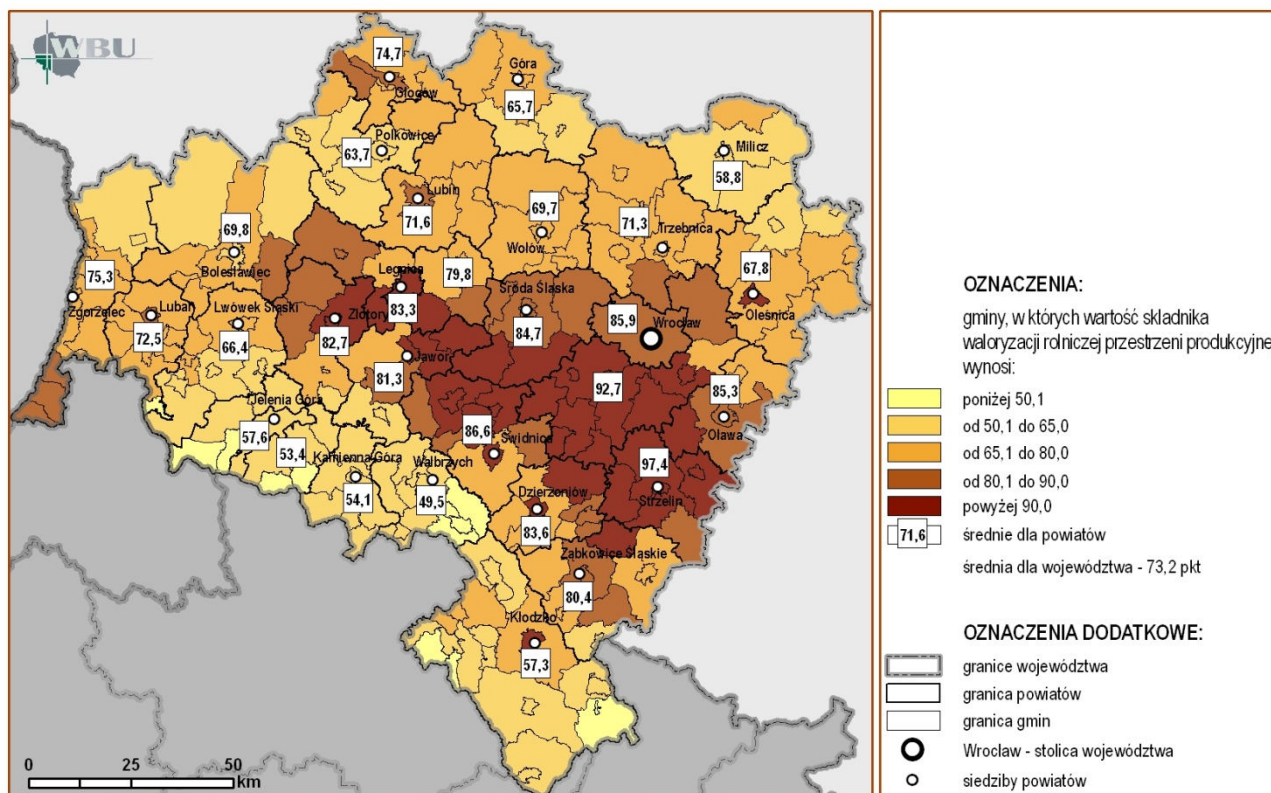 WBU
74,7
Głogów
Góra
65,7
Polkowice
63,7
Milicz
58,8
Lubin
71,6
69,7
Wołów
71,3
Trzebnica
69,8
Bolesławiec
75,3
Zgorzelec
Legnica
83,3
79,8
Środa Śląska
84,7
85,9
Wrocław
67,8
Oleśnica
Lubań
72,5
Lwówek Śląski
66,4
Złotory
82,7
Jawor
81,3
92,7
85,3
Oława
Jelenia Góra
57,6
53,4
Kamienna Góra
54,1
Wałbrzych
49,5
86,6
Świdnica
97,4
Strzelin
Dzierżoniów
83,6
Ząbkowice Śląskie
80,4
Kłodzko
57,3
0 25 50
km
OZNACZENIA:
gminy, w których wartość skladnika
waloryzacji rolniczej przestrzeni produkcyjne
wynosi:
poniżej 50,1
od 50,1 do 65,0
od 65,1 do 80,0
od 80,1 do 90,0
powyżej 90,0
71,6 średnie dla powiatów
średnia dla województwa - 73,2 pkt
OZNACZENIA DODATKOWE:
granice województwa
granica powiatów
granica gmin
Wrocław - stolica województwa
siedziby powiatów